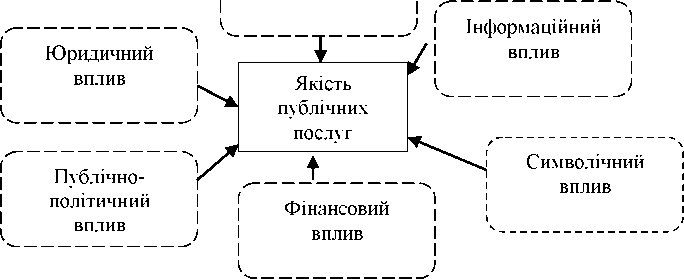 Інформаційний
вплив
Юридичний
вплив
Якість
публічних
послуг
Символічний
вплив
Публічно-
політичний
вплив
Фінансовий
вплив